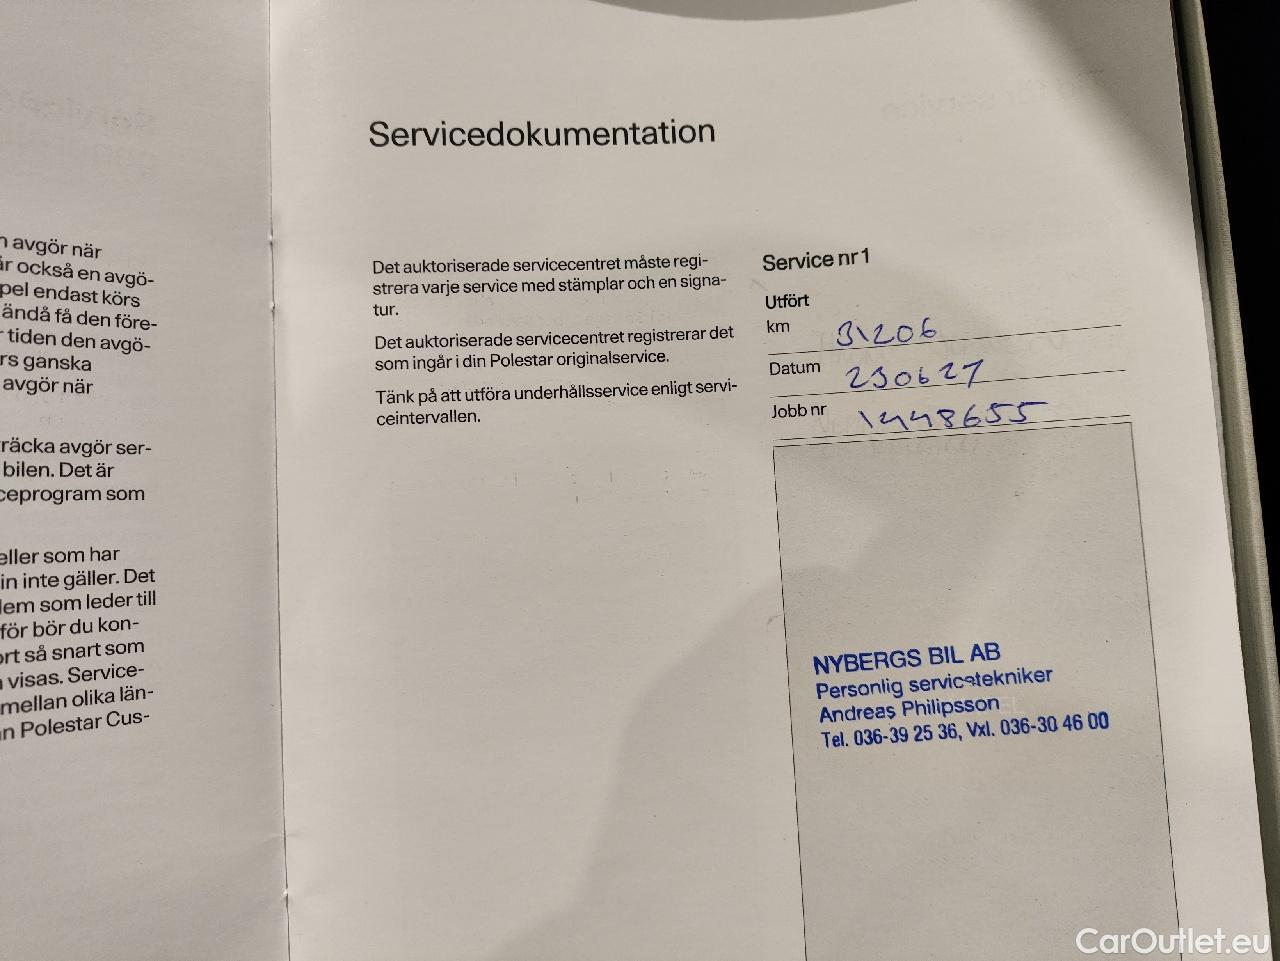 n avgör när
är också en avgö-
pel endast körs
ändå få den före-
r tiden den avgö-
rs ganska
avgör när
räcka avgör ser-
bilen. Det är
ceprogram som
eller som har
in inte gäller. Det
lem som leder till
för bör du kon-
ort så snart som
visas. Service-
mellan olika län-
n Polestar Cus-
Servicedokumentation
Det auktoriserade servicecentret måste regi-
strera varje service med stämplar och en signa-
tur.
Det auktoriserade servicecentret registrerar det
som ingår i din Polestar originalservice.
Tänk på att utföra underhållsservice enligt servi-
ceintervallen.
Service nr 1
Utfört
km 31206
Datum 230627
Jobb nr 1448655
NYBERGS BIL AB
Personlig servicetekniker
Andreas Philipsson
Tel. 036-39 25 36, Vxl. 036-30 46 00
CarOutlet.eu